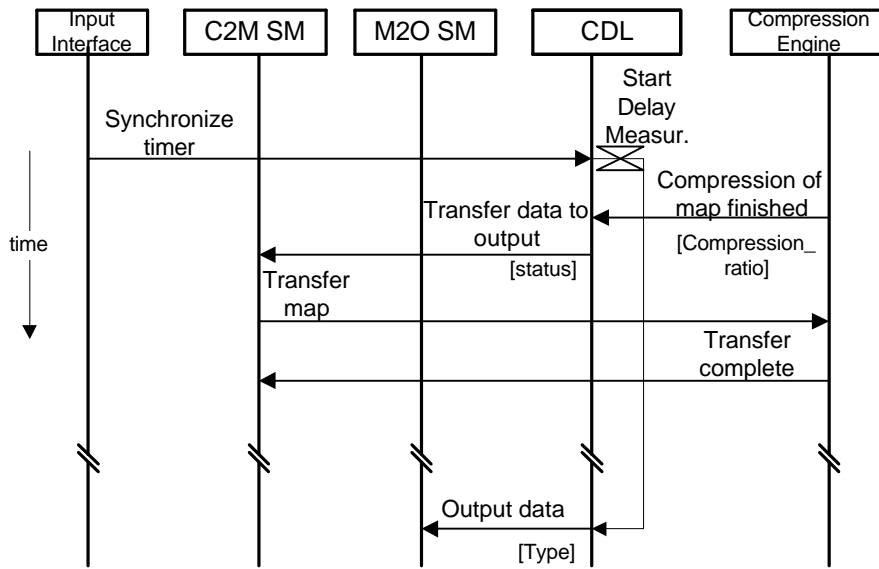 Input
Interface
C2M SM
M2O SM
CDL
Compression
Engine
Start
Delay
Measur.
Synchronize
timer
Compression of
map finished
Transfer data to
output
time
[Compression_
ratio]
[status]
Transfer
map
Transfer
complete
Output data
[Type]